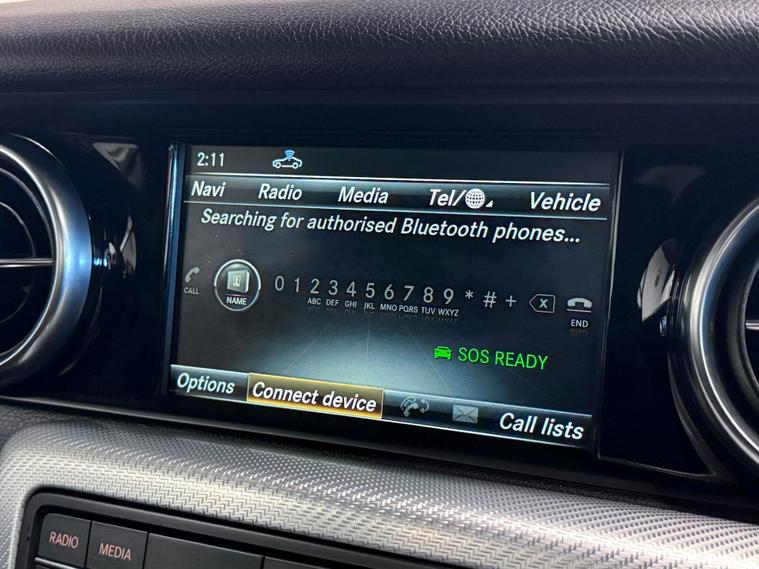 2:11
Navi Radio Media Tel/ Vehicle
Searching for authorised Bluetooth phones...
0 1 2 3 4 5 6 7 8 9 * # +
ABC DEF GHI JKL MNO PQRS TUV WXYZ
CALL NAME X END
SOS READY
Options Connect device Call lists
RADIO MEDIA